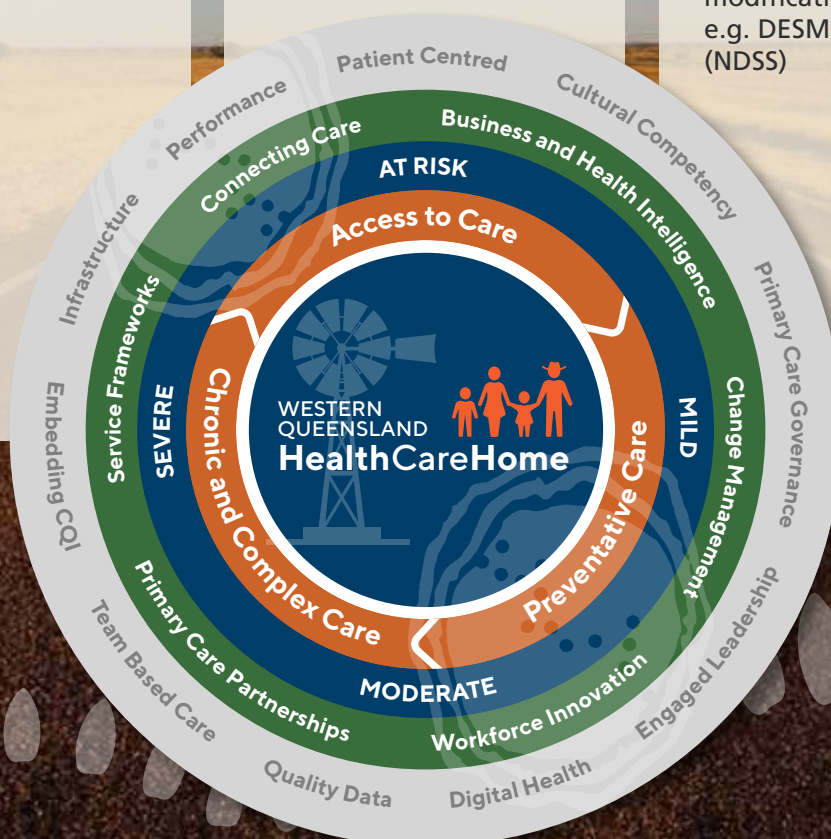 modificati
e.g. DESM
(NDSS)
Patient Centred
Cultural Competency
Primary Care Governance
Engaged Leadership
Digital Health
Quality Data
Team Based Care
Embedding CQI
Infrastructure
Performance
Connecting Care
Business and Health Intelligence
Change Management
Workforce Innovation
Primary Care Partnerships
Service Frameworks
AT RISK
MILD
MODERATE
SEVERE
Access to Care
Preventative Care
Chronic and Complex Care
WESTERN
QUEENSLAND
HealthCareHome